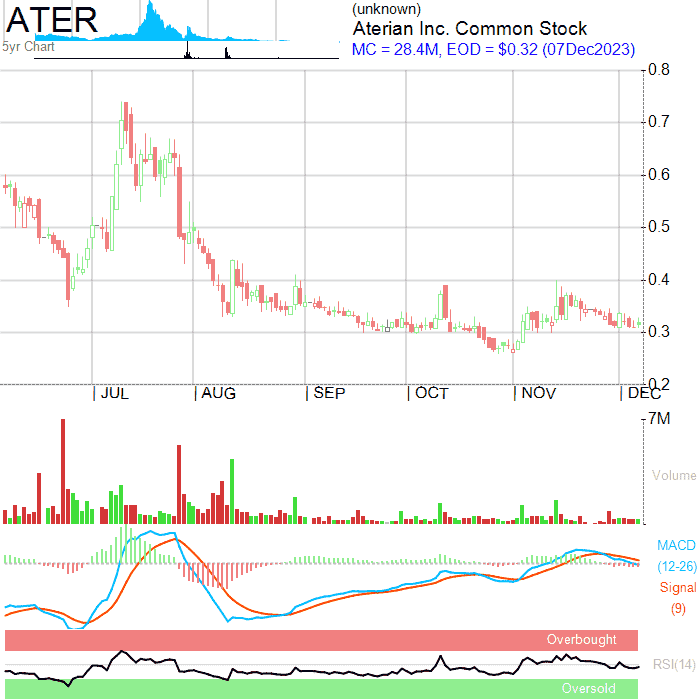 ATER
5yr Chart
(unknown)
Aterian Inc. Common Stock
MC = 28.4M, EOD = $0.32 (07Dec2023)
0.8
0.7
0.6
0.5
0.4
0.3
0.2
JUL AUG SEP OCT NOV DEC
7M
Volume
MACD
(12-26)
Signal
(9)
Overbought
RSI(14)
Oversold